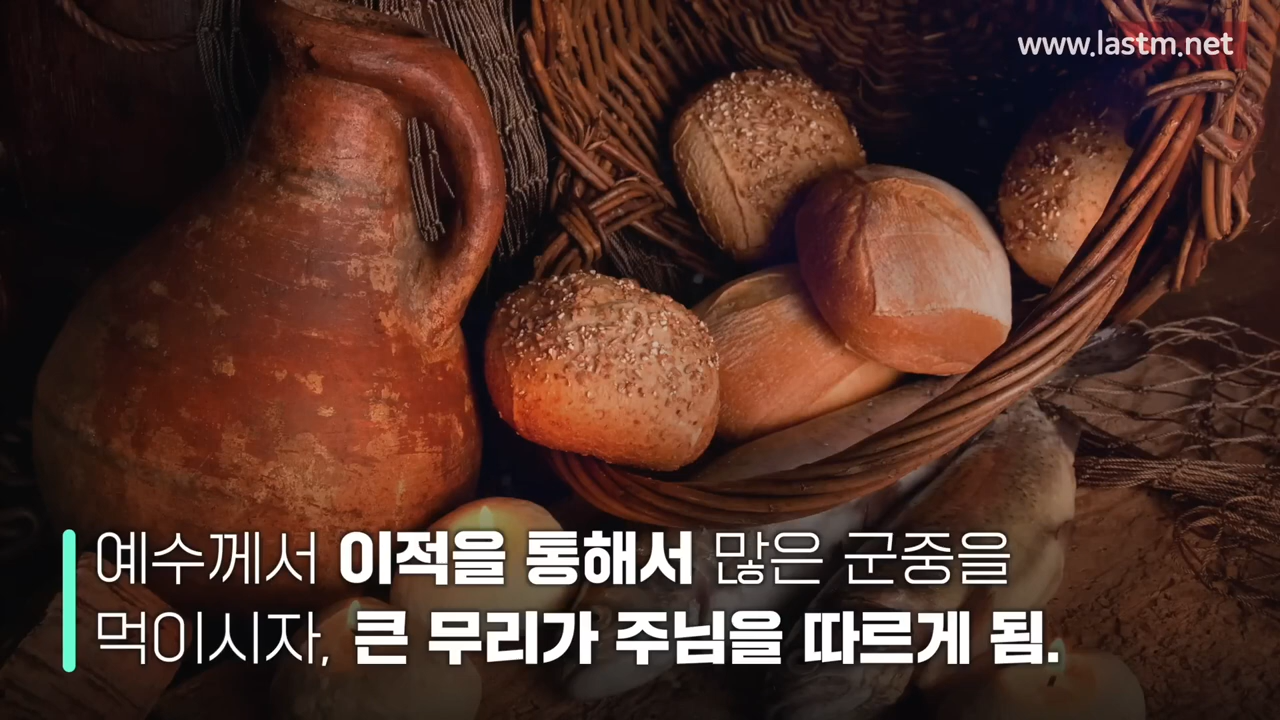 www.lastm.net
예수께서 이적을 통해서 많은 군중을
먹이시자, 큰 무리가 주님을 따르게 됨.